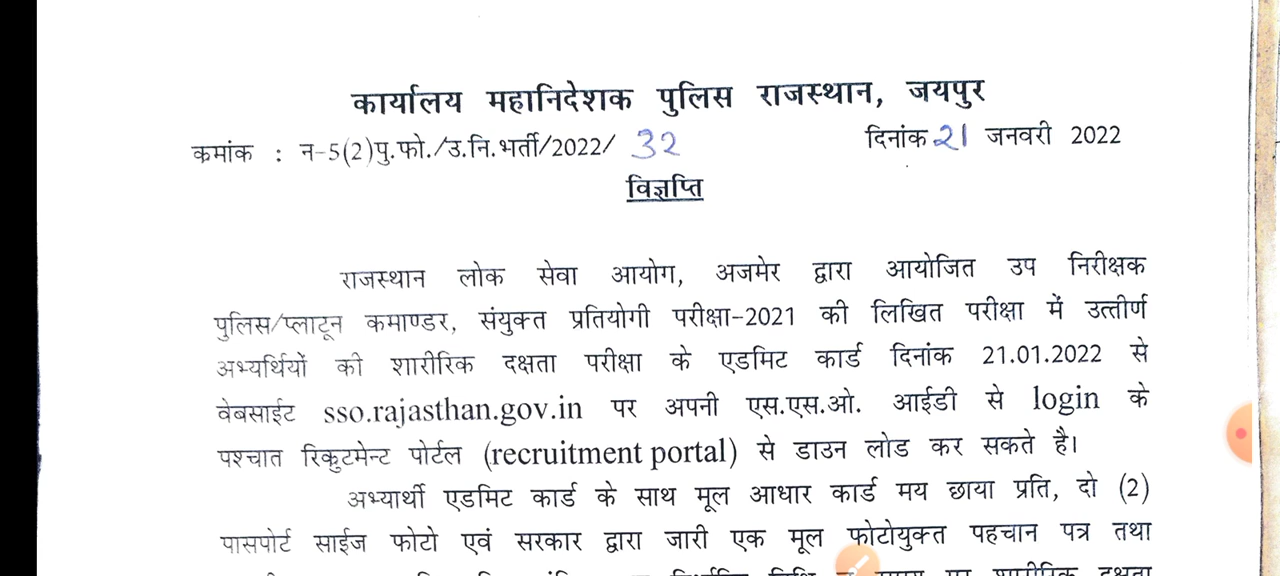 कार्यालय महानिदेशक पुलिस राजस्थान, जयपुर
कमांक : न-5(2)पु.फो./उ.नि.भर्ती/2022/ 32 दिनांक 21 जनवरी 2022
विज्ञप्ति
राजस्थान लोक सेवा आयोग, अजमेर द्वारा आयोजित उप निरीक्षक
पुलिस/प्लाटून कमाण्डर, संयुक्त प्रतियोगी परीक्षा-2021 की लिखित परीक्षा में उत्तीर्ण
अभ्यर्थियों की शारीरिक दक्षता परीक्षा के एडमिट कार्ड दिनांक 21.01.2022 से
वेबसाईट sso.rajasthan.gov.in पर अपनी एस.एस.ओ. आईडी से login के
पश्चात रिकुटमेन्ट पोर्टल (recruitment portal) से डाउन लोड कर सकते है।
अभ्यार्थी एडमिट कार्ड के साथ मूल आधार कार्ड मय छाया प्रति, दो (2)
पासपोर्ट साईज फोटो एवं सरकार द्वारा जारी एक मूल फोटोयुक्त पहचान पत्र तथा